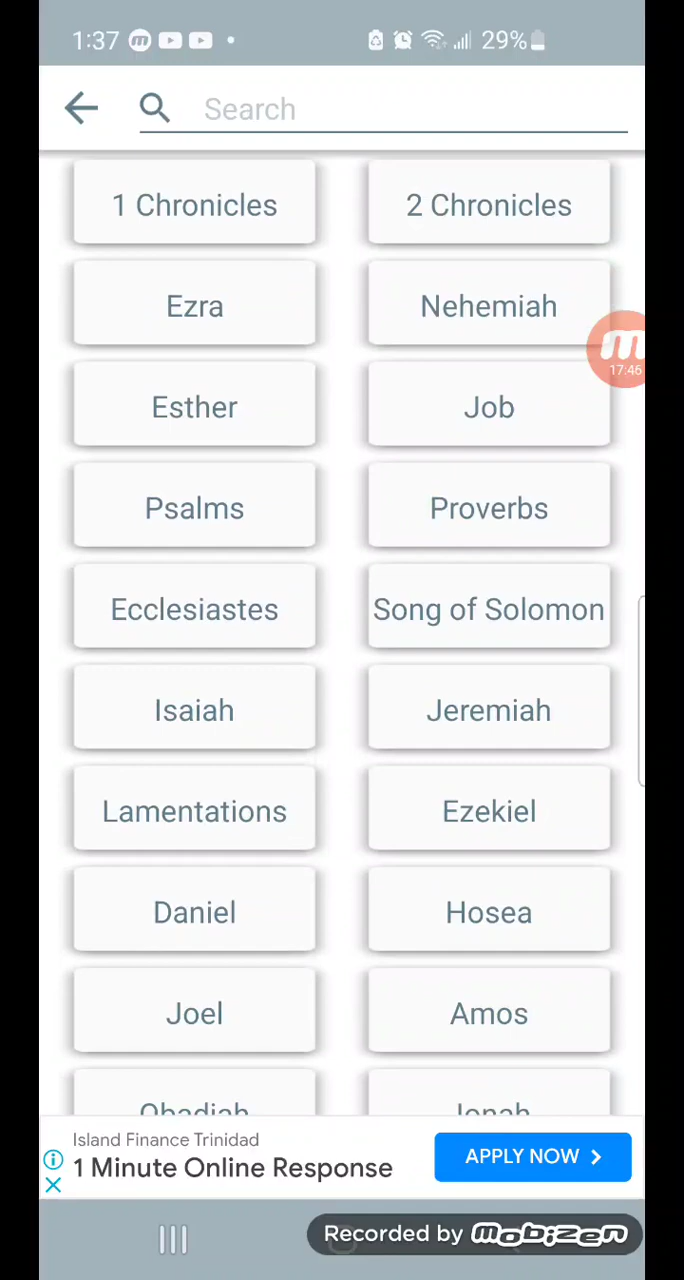 1:37
29%
Search
1 Chronicles
2 Chronicles
Ezra
Nehemiah
17:46
Esther
Job
Psalms
Proverbs
Ecclesiastes
Song of Solomon
Isaiah
Jeremiah
Lamentations
Ezekiel
Daniel
Hosea
Joel
Amos
Obadiah
Jonah
Island Finance Trinidad
1 Minute Online Response
APPLY NOW
Recorded by mobizen